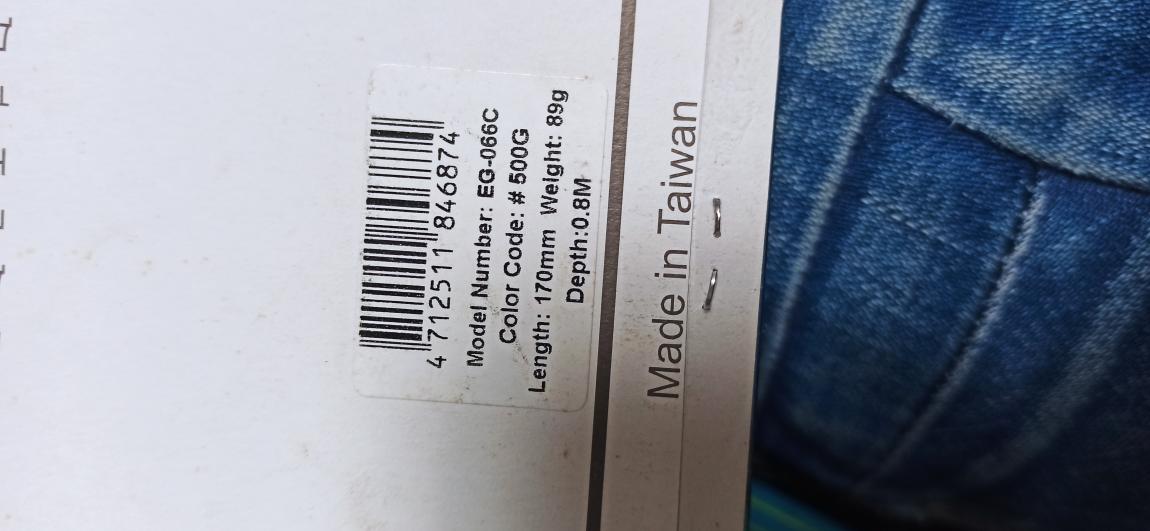 4 712511 846874
Model Number: EG-066C
Color Code: # 500G
Length: 170mm Weight: 89g
Depth:0.8M
Made in Taiwan